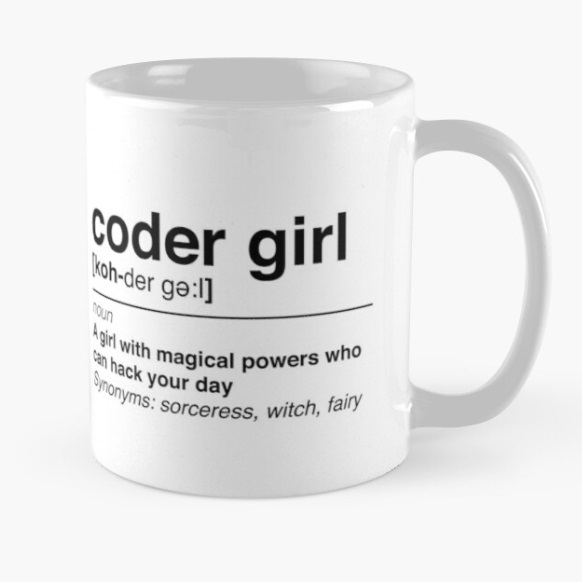 coder girl
[koh-der gə:l]
noun
A girl with magical powers who
can hack your day
Synonyms: sorceress, witch, fairy